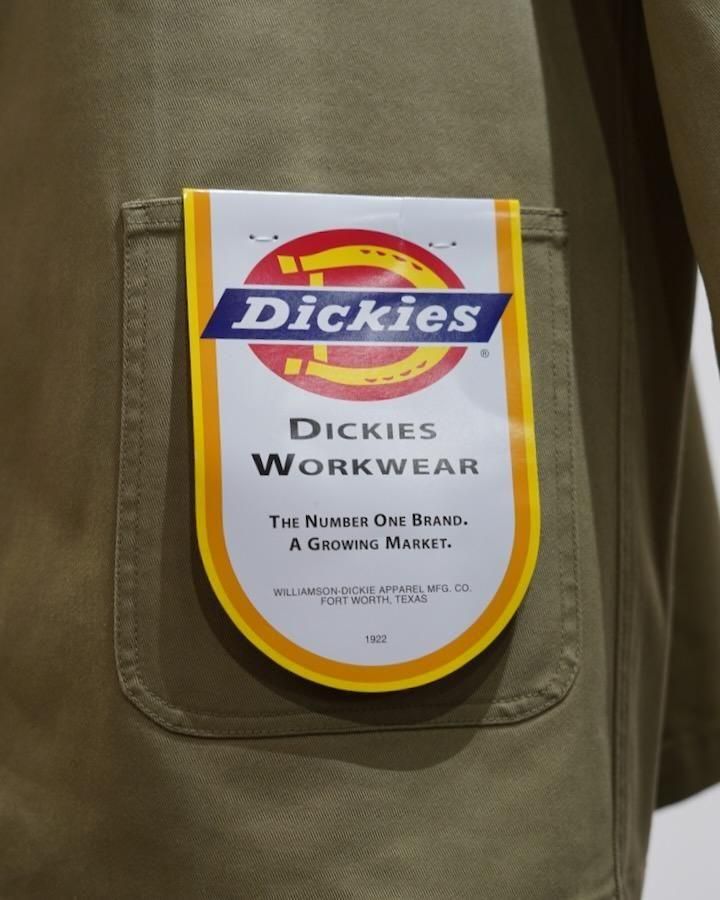 Dickies
®
DICKIES
WORKWEAR
THE NUMBER ONE BRAND.
A GROWING MARKET.
WILLIAMSON-DICKIE APPAREL MFG. CO.
FORT WORTH, TEXAS
1922